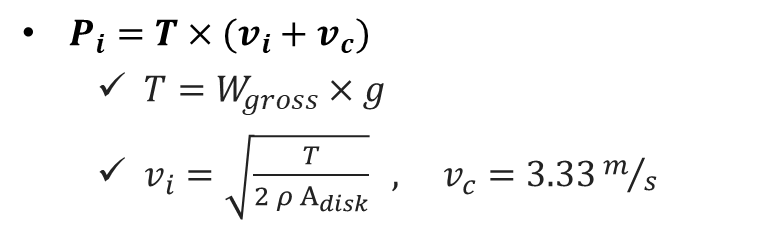 • P_i = T × (v_i + v_c)
✓ T = W_gross × g
✓ v_i = √(T / (2 ρ A_disk)) , v_c = 3.33 m/s